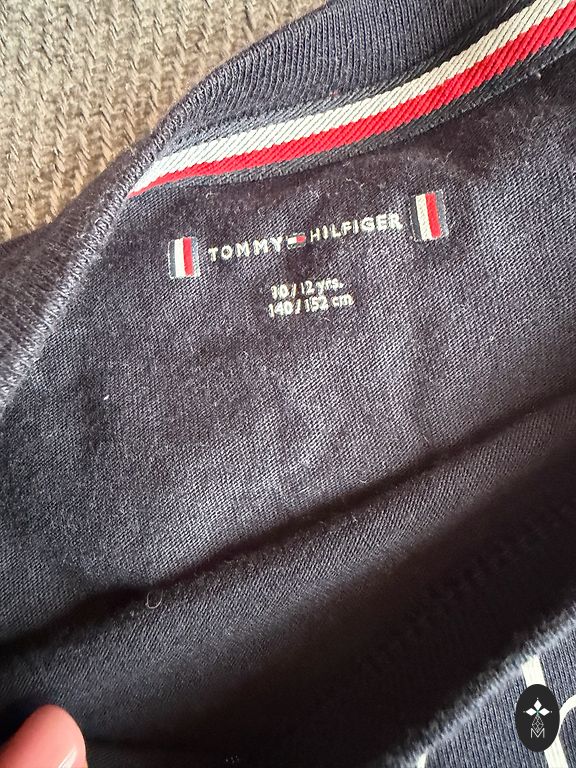 TOMMY HILFIGER
10 / 12 yrs.
140 / 152 cm
M